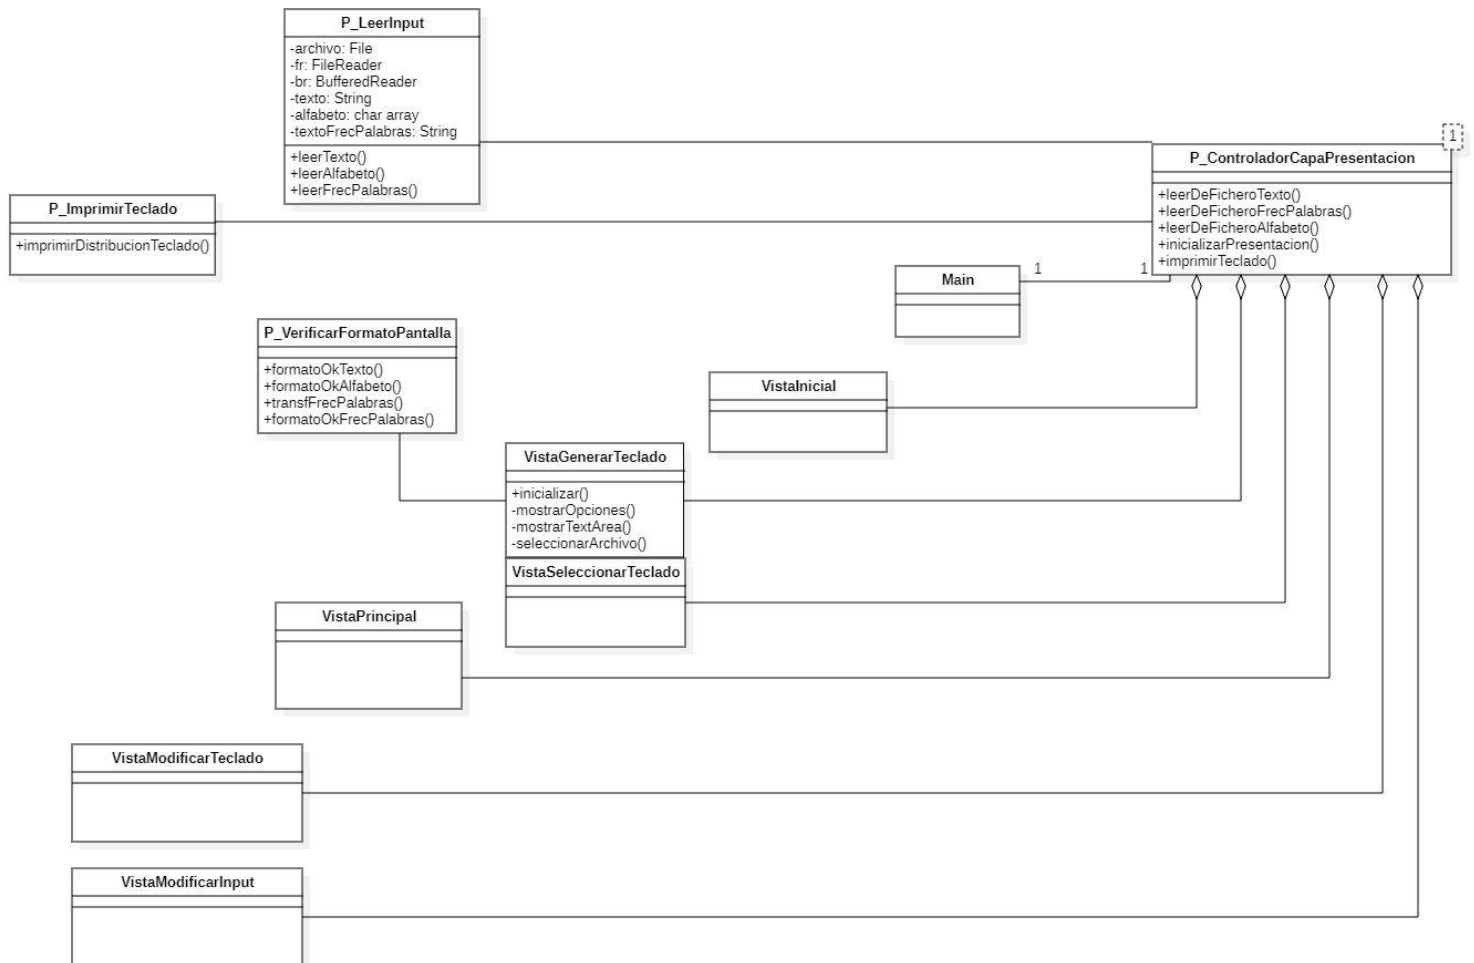 P_LeerInput
-archivo: File
-fr: FileReader
-br: BufferedReader
-texto: String
-alfabeto: char array
-textoFrecPalabras: String
+leerTexto()
+leerAlfabeto()
+leerFrecPalabras()
1
P_ControladorCapaPresentacion
+leerDeFicheroTexto()
+leerDeFicheroFrecPalabras()
+leerDeFicheroAlfabeto()
+inicializarPresentacion()
+imprimirTeclado()
P_ImprimirTeclado
+imprimirDistribucionTeclado()
1
1
Main
P_VerificarFormatoPantalla
+formatoOkTexto()
+formatoOkAlfabeto()
+transfFrecPalabras()
+formatoOkFrecPalabras()
VistaInicial
VistaGenerarTeclado
+inicializar()
-mostrarOpciones()
-mostrarTextArea()
-seleccionarArchivo()
VistaSeleccionarTeclado
VistaPrincipal
VistaModificarTeclado
VistaModificarInput